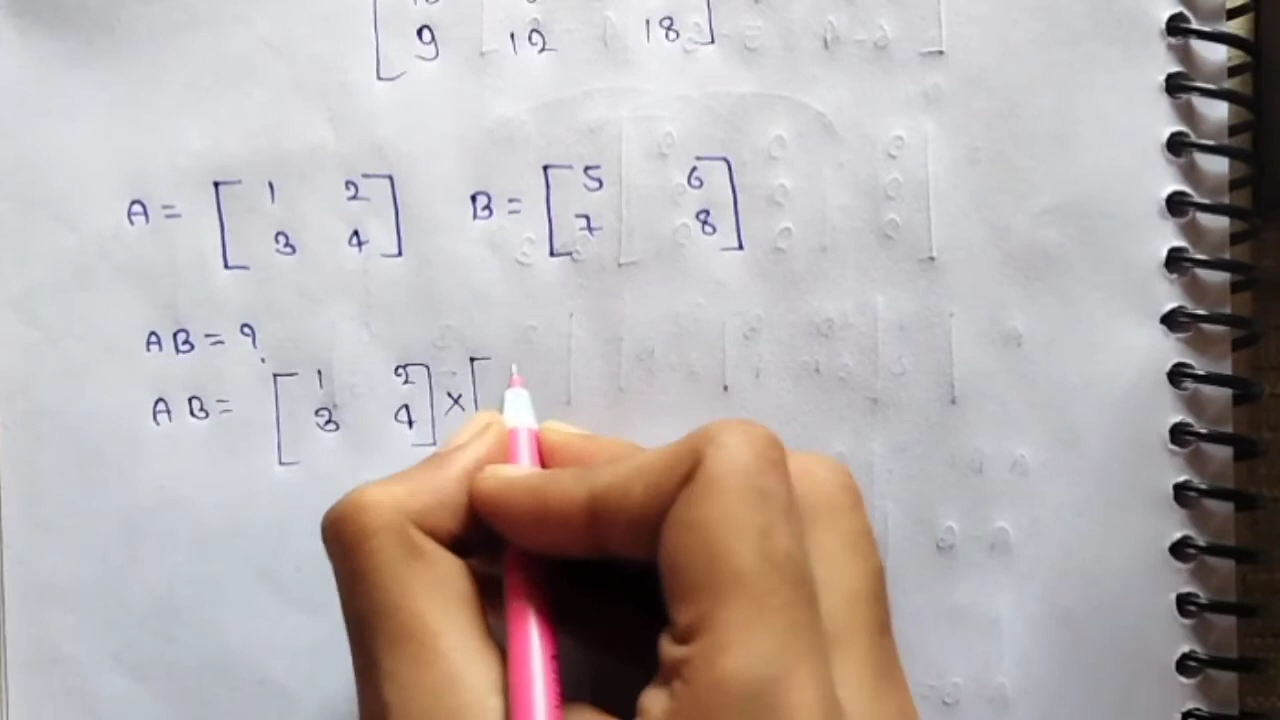 9 12 18
A = [ 1 2 B = [ 5 6
3 4 ] 7 8 ]
AB = ?
AB = [ 1 2 ] × [
3 4